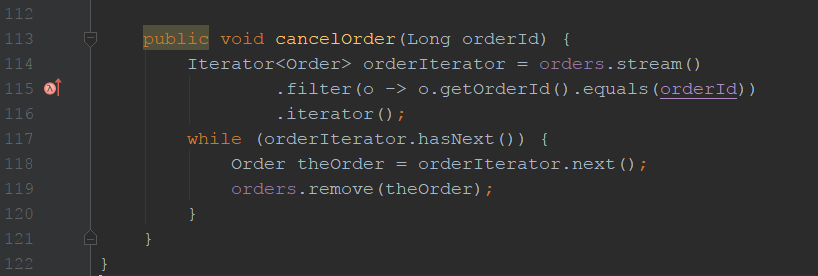 112
113 public void cancelOrder(Long orderId) {
114 Iterator<Order> orderIterator = orders.stream()
115 .filter(o -> o.getOrderId().equals(orderId))
116 .iterator();
117 while (orderIterator.hasNext()) {
118 Order theOrder = orderIterator.next();
119 orders.remove(theOrder);
120 }
121 }
122 }